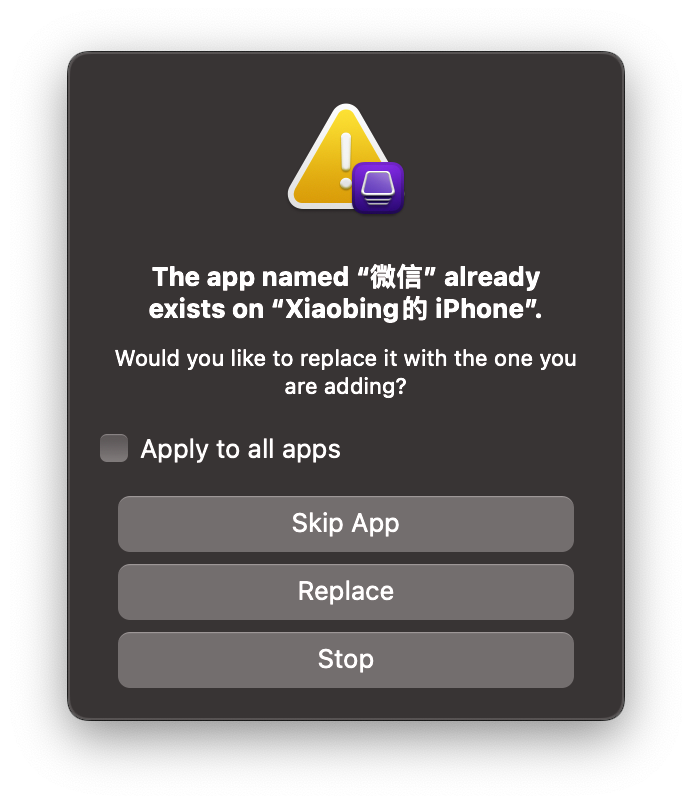 The app named “微信” already
exists on “Xiaobing的 iPhone”.
Would you like to replace it with the one you
are adding?
Apply to all apps
Skip App
Replace
Stop